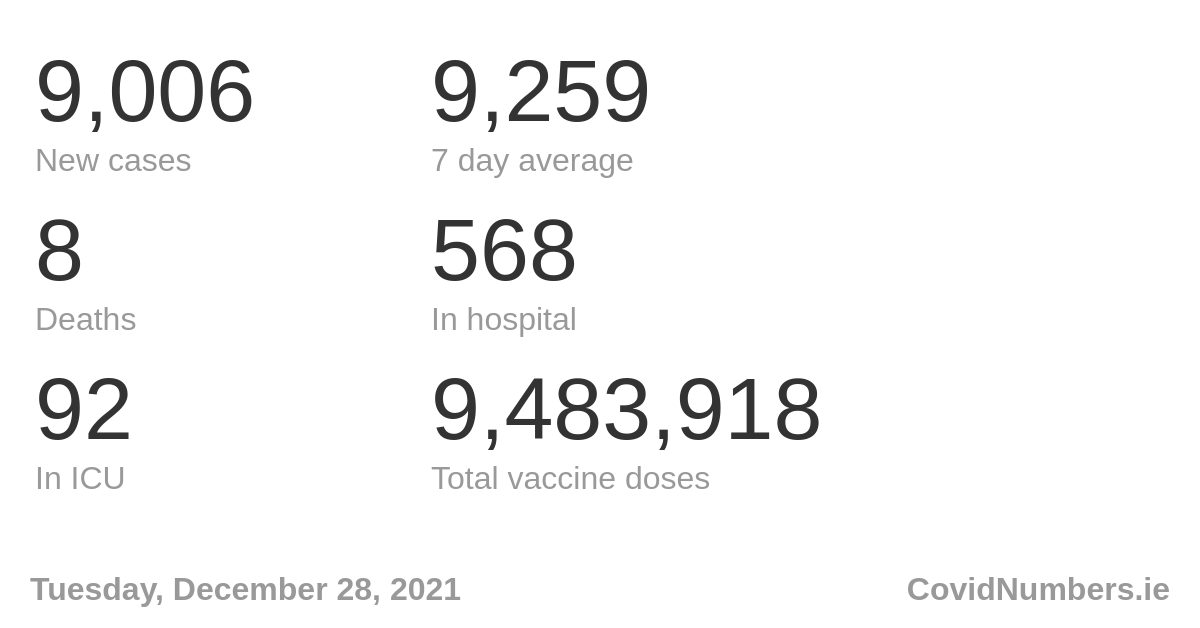 9,006 9,259
New cases 7 day average
8 568
Deaths In hospital
92 9,483,918
In ICU Total vaccine doses
Tuesday, December 28, 2021 CovidNumbers.ie